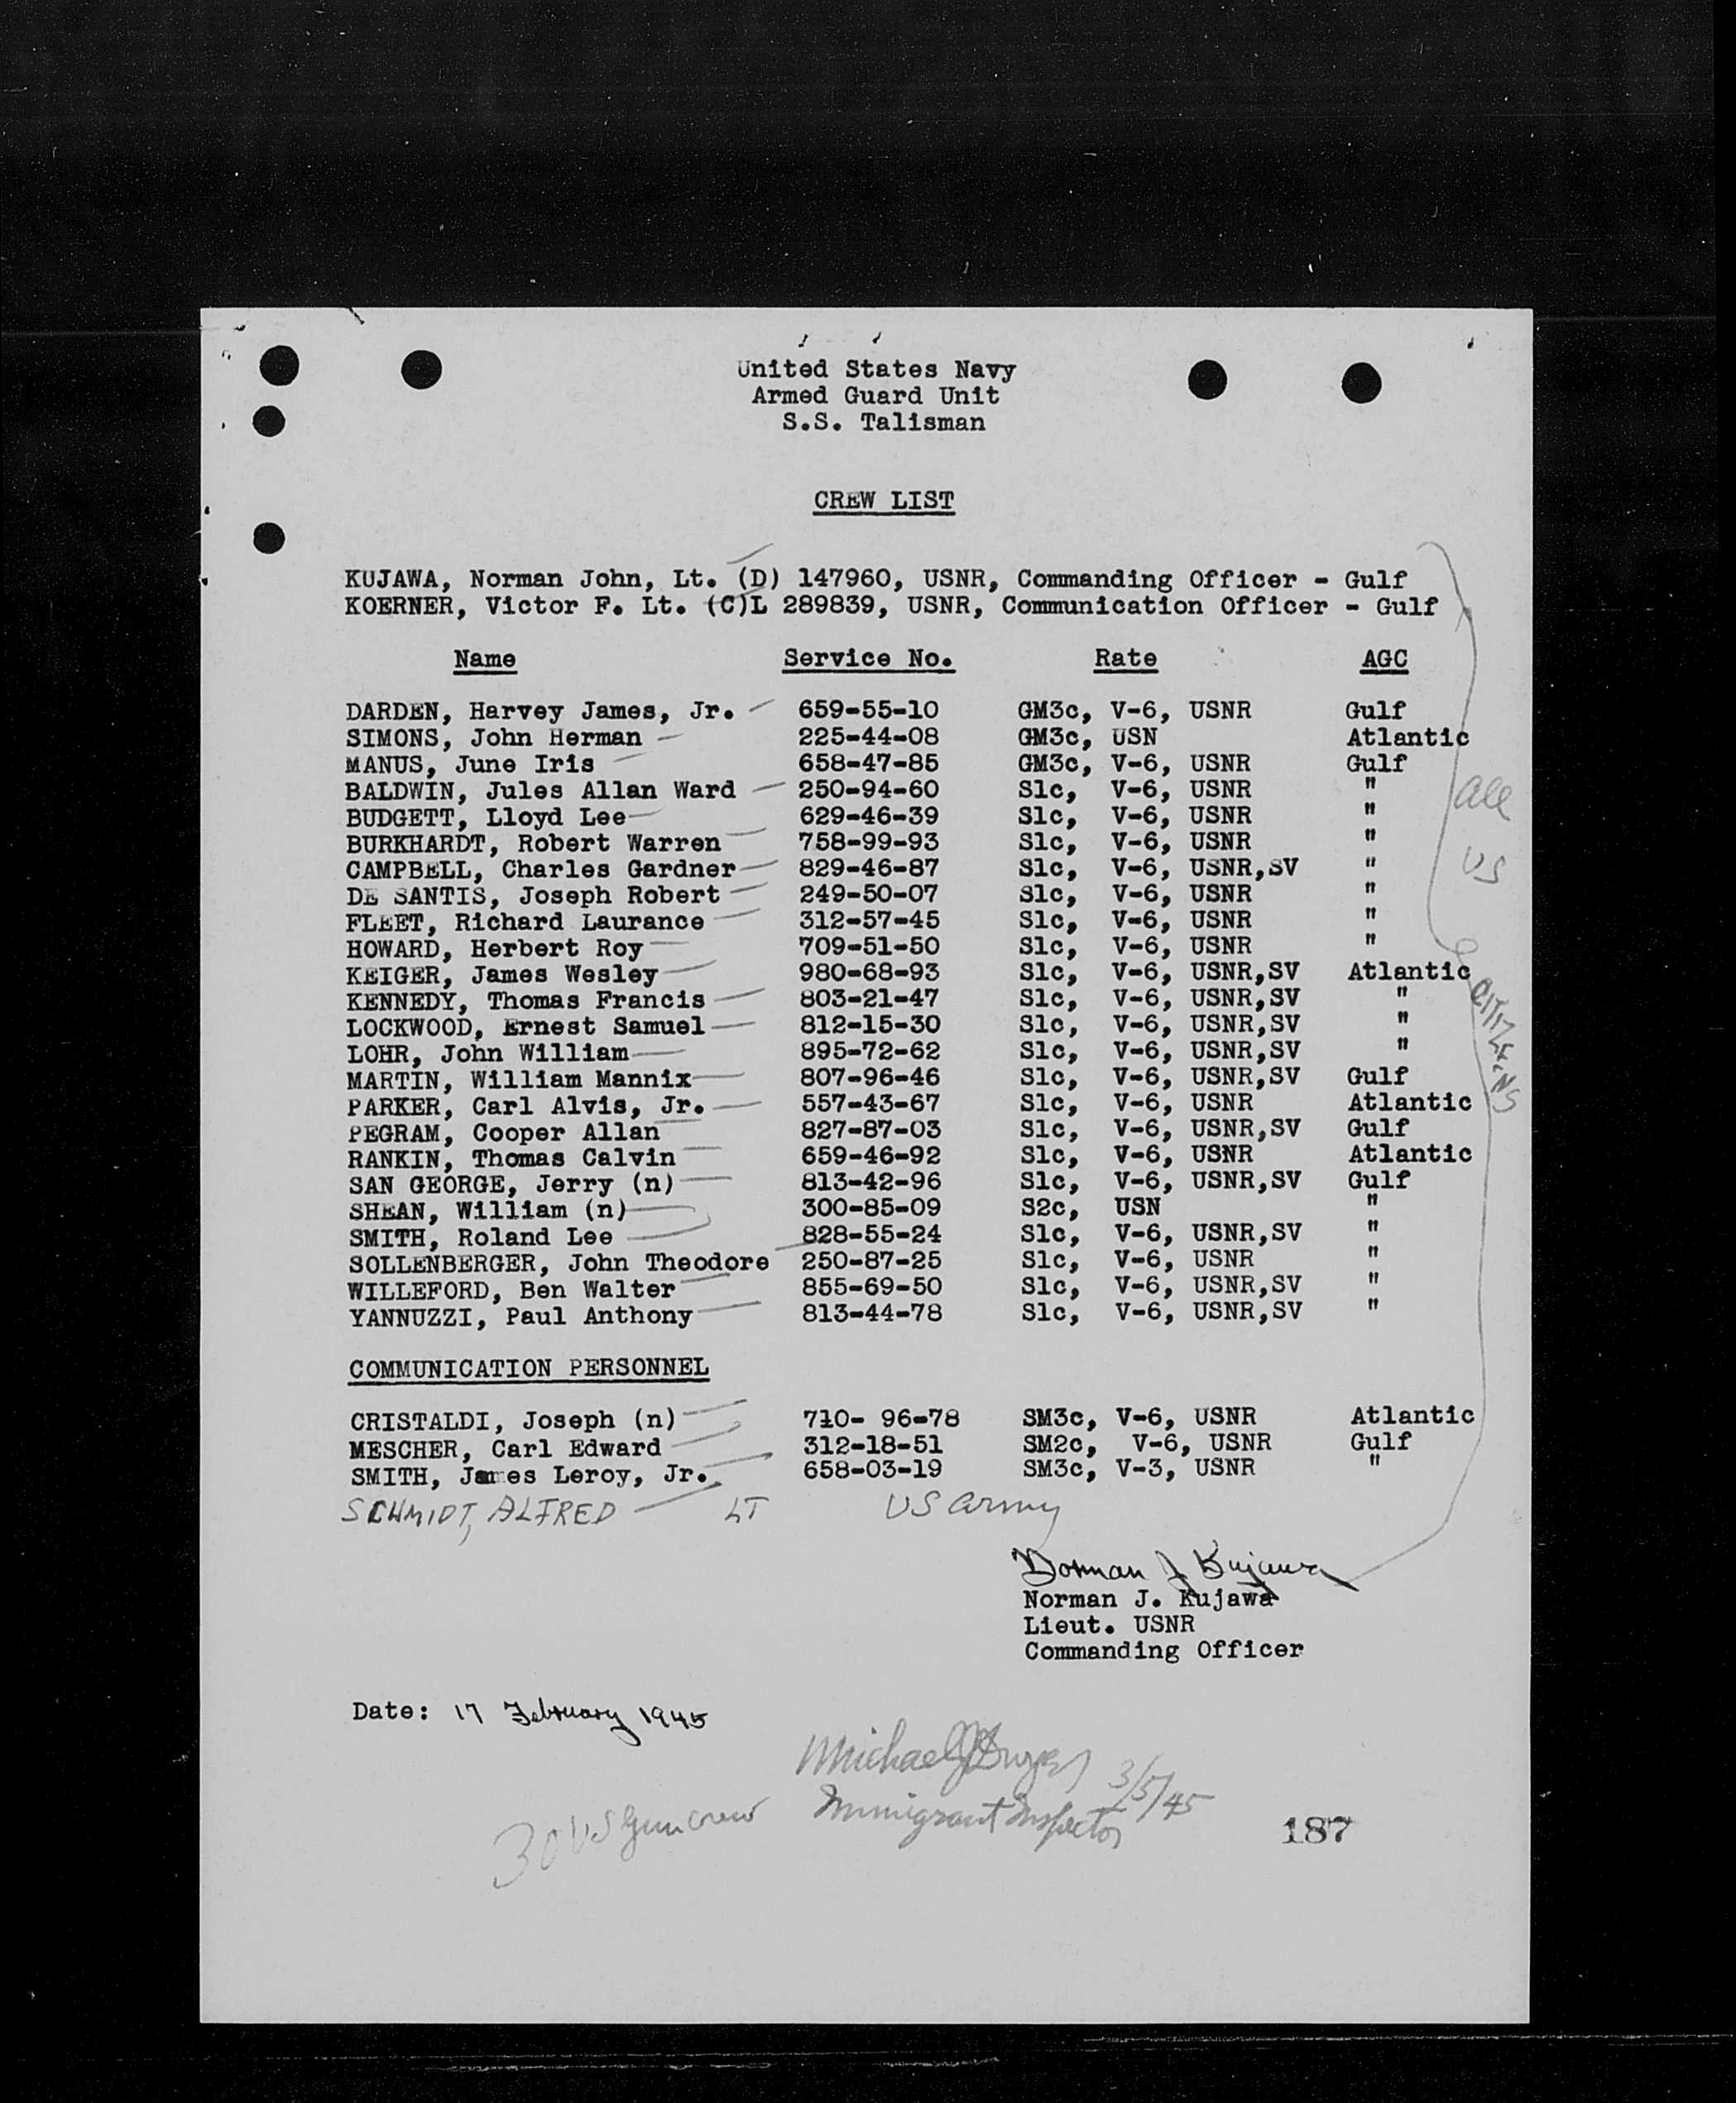 United States Navy
Armed Guard Unit
S.S. Talisman
CREW LIST
KUJAWA, Norman John, Lt. (D) 147960, USNR, Commanding Officer - Gulf
KOERNER, Victor F. Lt. (C)L 289839, USNR, Communication Officer - Gulf
Name Service No. Rate AGC
DARDEN, Harvey James, Jr. 659-55-10 GM3c, V-6, USNR Gulf
SIMONS, John Herman 225-44-08 GM3c, USN Atlantic
MANUS, June Iris 658-47-85 GM3c, V-6, USNR Gulf
BALDWIN, Jules Allan Ward 250-94-60 S1c, V-6, USNR "
BUDGETT, Lloyd Lee 629-46-39 S1c, V-6, USNR "
BURKHARDT, Robert Warren 758-99-93 S1c, V-6, USNR "
CAMPBELL, Charles Gardner 829-46-87 S1c, V-6, USNR,SV "
DE SANTIS, Joseph Robert 249-50-07 S1c, V-6, USNR "
FLEET, Richard Laurance 312-57-45 S1c, V-6, USNR "
HOWARD, Herbert Roy 709-51-50 S1c, V-6, USNR "
KEIGER, James Wesley 980-68-93 S1c, V-6, USNR,SV Atlantic
KENNEDY, Thomas Francis 803-21-47 S1c, V-6, USNR,SV "
LOCKWOOD, Ernest Samuel 812-15-30 S1c, V-6, USNR,SV "
LOHR, John William 895-72-62 S1c, V-6, USNR,SV "
MARTIN, William Mannix 807-96-46 S1c, V-6, USNR,SV Gulf
PARKER, Carl Alvis, Jr. 557-43-67 S1c, V-6, USNR Atlantic
PEGRAM, Cooper Allan 827-87-03 S1c, V-6, USNR,SV Gulf
RANKIN, Thomas Calvin 659-46-92 S1c, V-6, USNR Atlantic
SAN GEORGE, Jerry (n) 813-42-96 S1c, V-6, USNR,SV Gulf
SHEAN, William (n) 300-85-09 S2c, USN "
SMITH, Roland Lee 828-55-24 S1c, V-6, USNR,SV "
SOLLENBERGER, John Theodore 250-87-25 S1c, V-6, USNR "
WILLEFORD, Ben Walter 855-69-50 S1c, V-6, USNR,SV "
YANNUZZI, Paul Anthony 813-44-78 S1c, V-6, USNR,SV "
all
US
CITIZENS
COMMUNICATION PERSONNEL
CRISTALDI, Joseph (n) 710- 96-78 SM3c, V-6, USNR Atlantic
MESCHER, Carl Edward 312-18-51 SM2c, V-6, USNR Gulf
SMITH, James Leroy, Jr. 658-03-19 SM3c, V-3, USNR "
SCHMIDT, ALFRED LT US Army
Norman J Kujawa
Norman J. Kujawa
Lieut. USNR
Commanding Officer
Date: 17 February 1945
Michael 3/5/45
Immigrant Inspector
30 US Gun crew
187